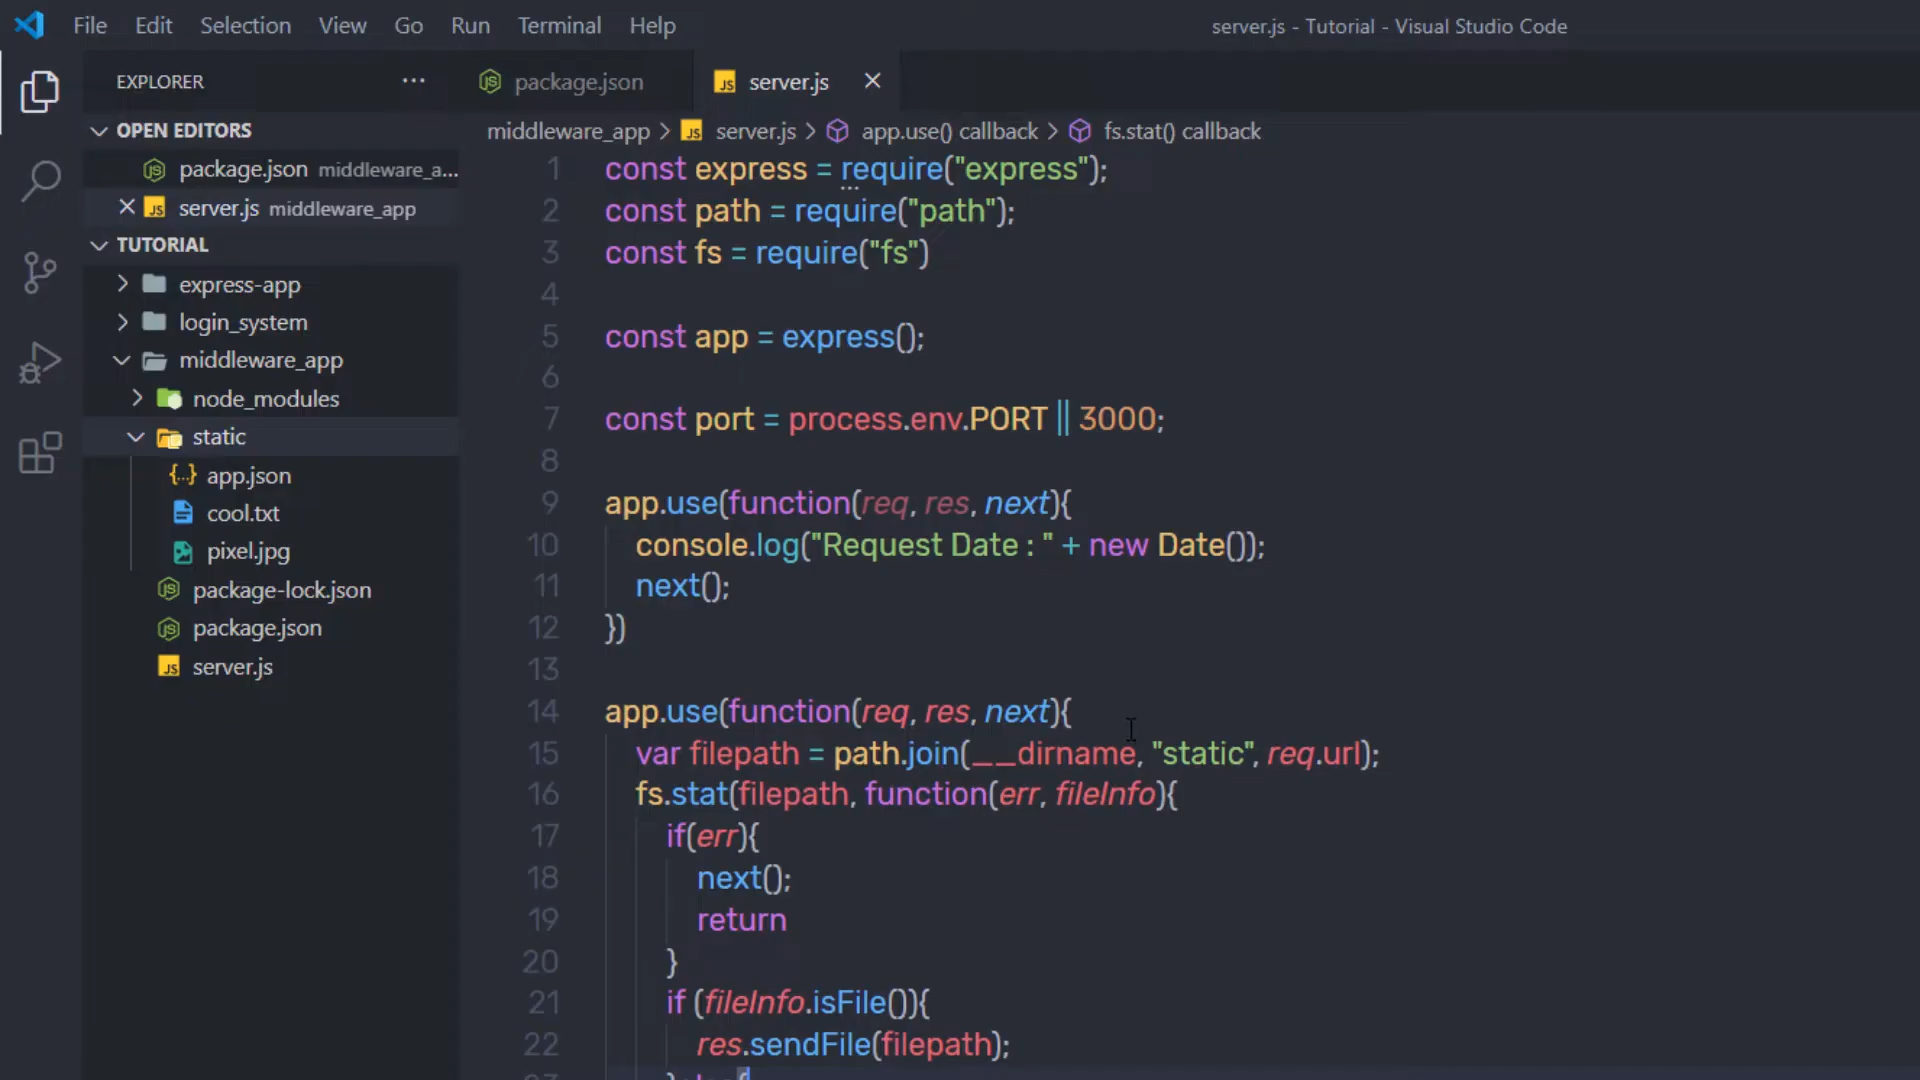 File Edit Selection View Go Run Terminal Help
server.js - Tutorial - Visual Studio Code
EXPLORER ...
OPEN EDITORS
package.json middleware_a...
server.js middleware_app
TUTORIAL
express-app
login_system
middleware_app
node_modules
static
app.json
cool.txt
pixel.jpg
package-lock.json
package.json
server.js
package.json server.js
middleware_app > server.js > app.use() callback > fs.stat() callback
1 const express = require("express");
2 const path = require("path");
3 const fs = require("fs")
4
5 const app = express();
6
7 const port = process.env.PORT || 3000;
8
9 app.use(function(req, res, next){
10 console.log("Request Date : " + new Date());
11 next();
12 })
13
14 app.use(function(req, res, next){
15 var filepath = path.join(__dirname, "static", req.url);
16 fs.stat(filepath, function(err, fileInfo){
17 if(err){
18 next();
19 return
20 }
21 if (fileInfo.isFile()){
22 res.sendFile(filepath);